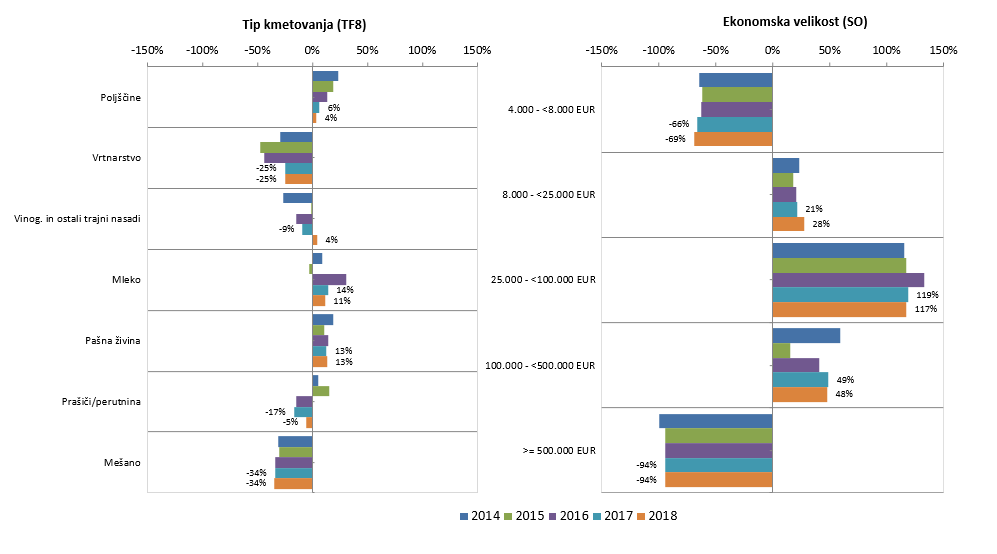 Tip kmetovanja (TF8)
-150% -100% -50% 0% 50% 100% 150%
Poljščine
6%
4%
Vrtnarstvo
-25%
-25%
Vinog. in ostali trajni nasadi
-9%
4%
Mleko
14%
11%
Pašna živina
13%
13%
Prašiči/perutnina
-17%
-5%
Mešano
-34%
-34%
Ekonomska velikost (SO)
-150% -100% -50% 0% 50% 100% 150%
4.000 - <8.000 EUR
-66%
-69%
8.000 - <25.000 EUR
21%
28%
25.000 - <100.000 EUR
119%
117%
100.000 - <500.000 EUR
49%
48%
>= 500.000 EUR
-94%
-94%
2014 2015 2016 2017 2018